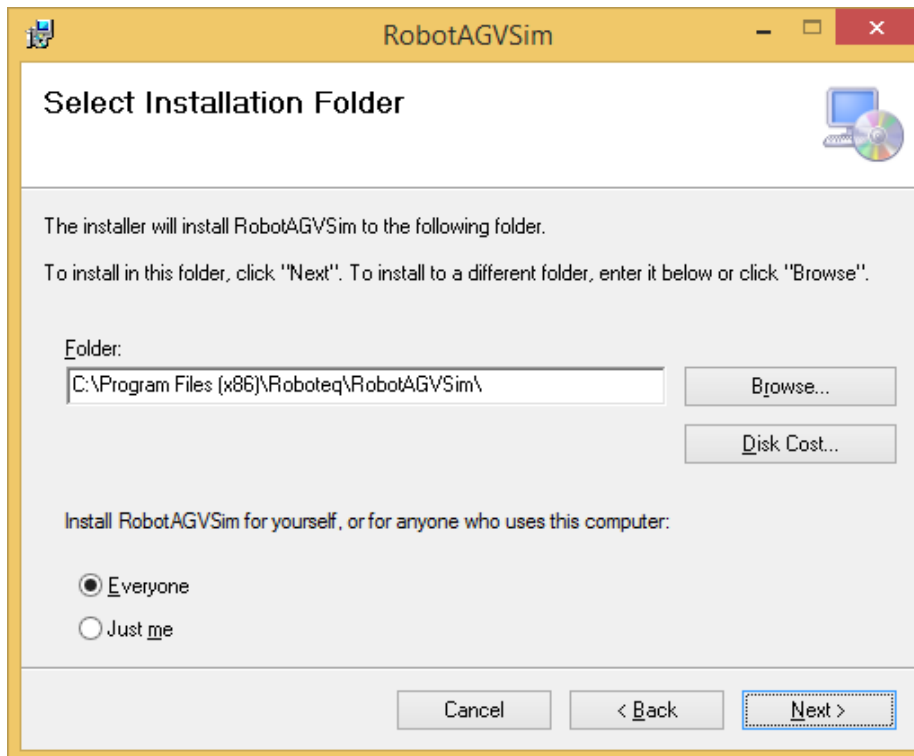 RobotAGVSim
Select Installation Folder
The installer will install RobotAGVSim to the following folder.
To install in this folder, click "Next". To install to a different folder, enter it below or click "Browse".
Folder:
C:\Program Files (x86)\Roboteq\RobotAGVSim\
Browse...
Disk Cost...
Install RobotAGVSim for yourself, or for anyone who uses this computer:
Everyone
Just me
Cancel
< Back
Next >